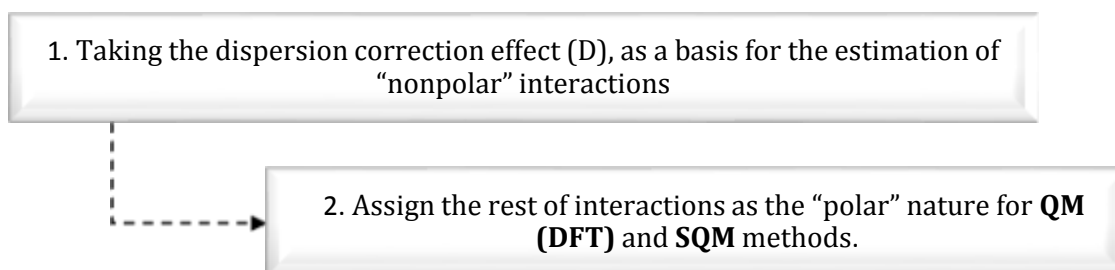 1. Taking the dispersion correction effect (D), as a basis for the estimation of
“nonpolar” interactions
2. Assign the rest of interactions as the “polar” nature for QM
(DFT) and SQM methods.